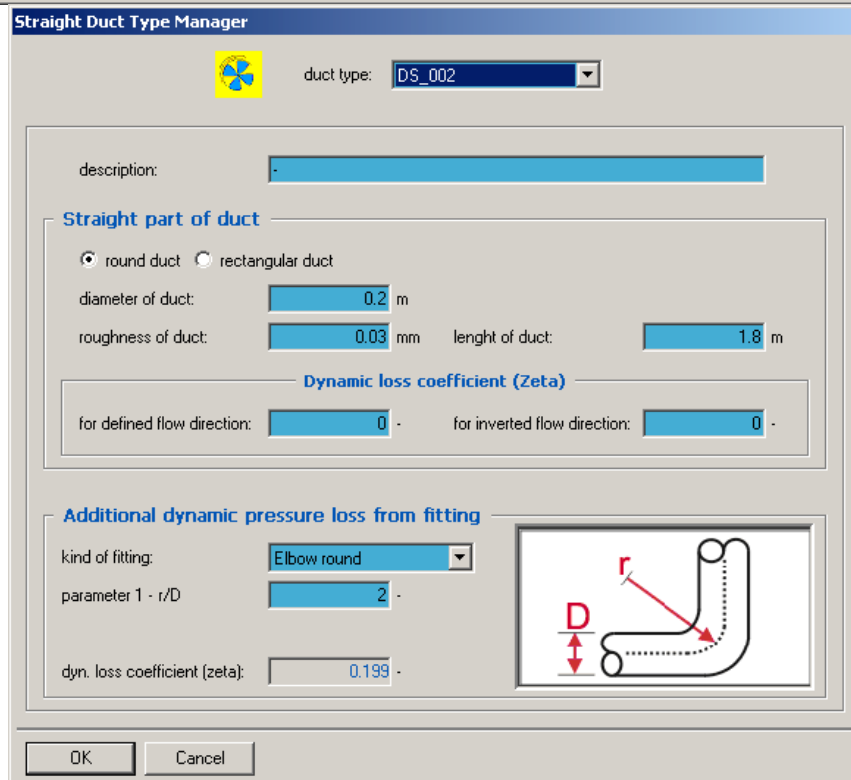 Straight Duct Type Manager
duct type: DS_002
description: -
Straight part of duct
round duct rectangular duct
diameter of duct: 0.2 m
roughness of duct: 0.03 mm lenght of duct: 1.8 m
Dynamic loss coefficient (Zeta)
for defined flow direction: 0 - for inverted flow direction: 0 -
Additional dynamic pressure loss from fitting
kind of fitting: Elbow round
parameter 1 - r/D 2 -
dyn. loss coefficient (zeta): 0.199 -
r
D
OK Cancel